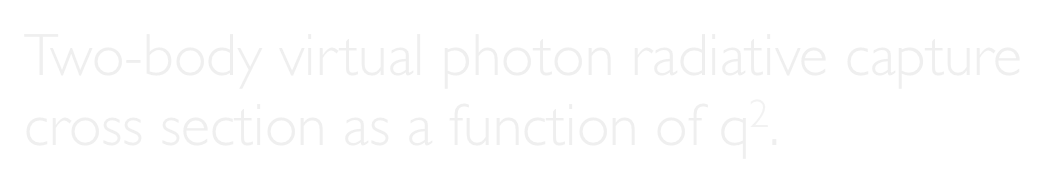 Two-body virtual photon radiative capture
cross section as a function of q².